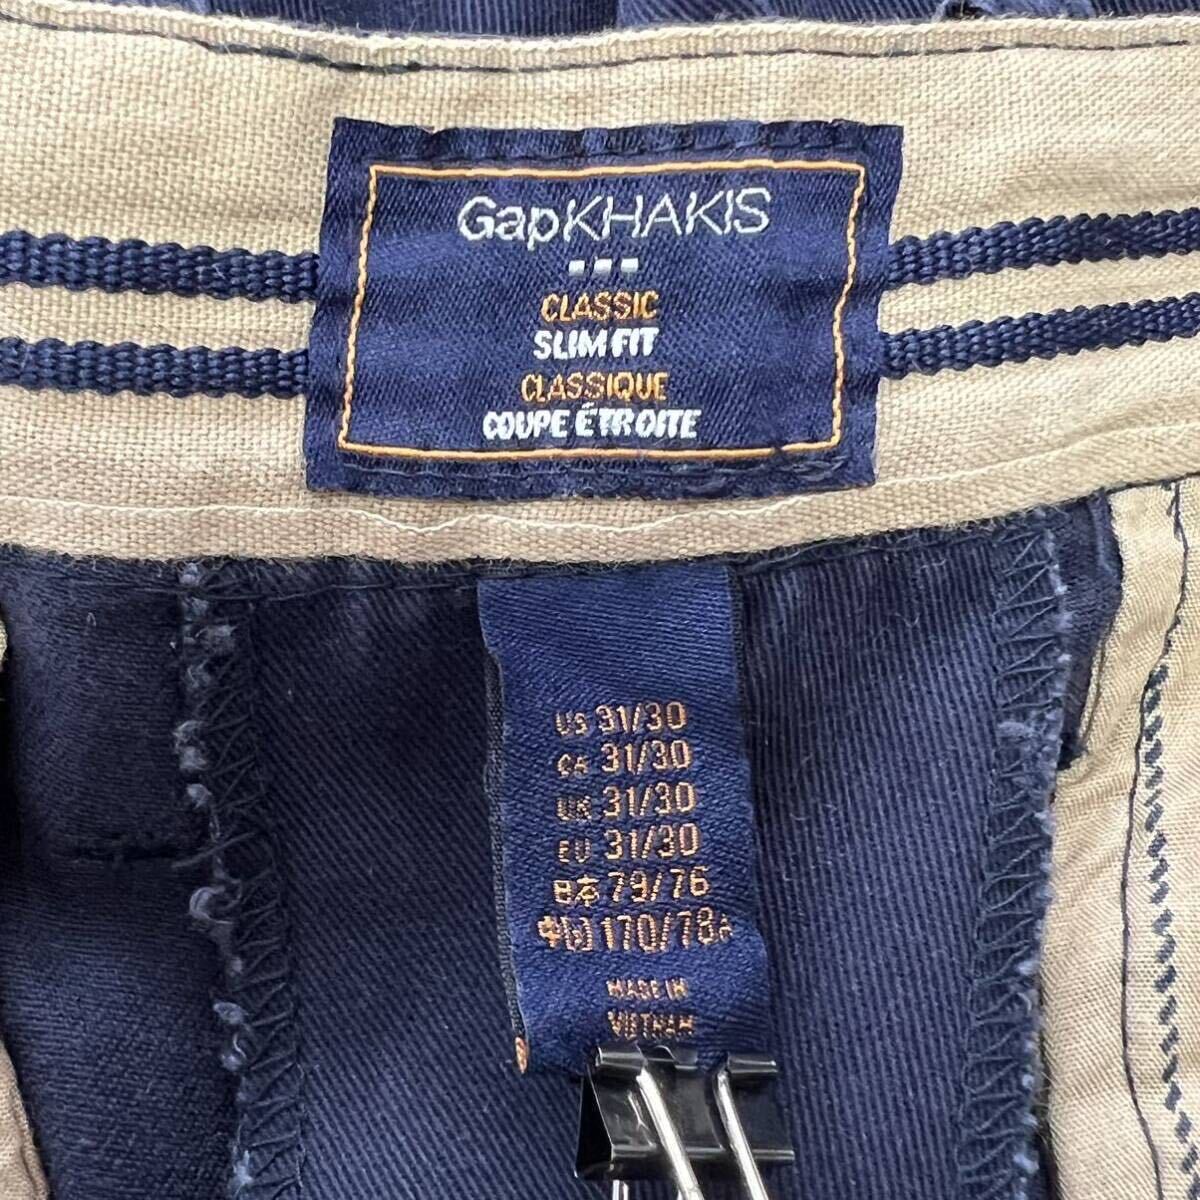 GapKHAKIS
CLASSIC
SLIM FIT
CLASSIQUE
COUPE ÉTROITE
US 31/30
CA 31/30
UK 31/30
EU 31/30
日本 79/76
中国 170/78A
MADE IN
VIETNAM